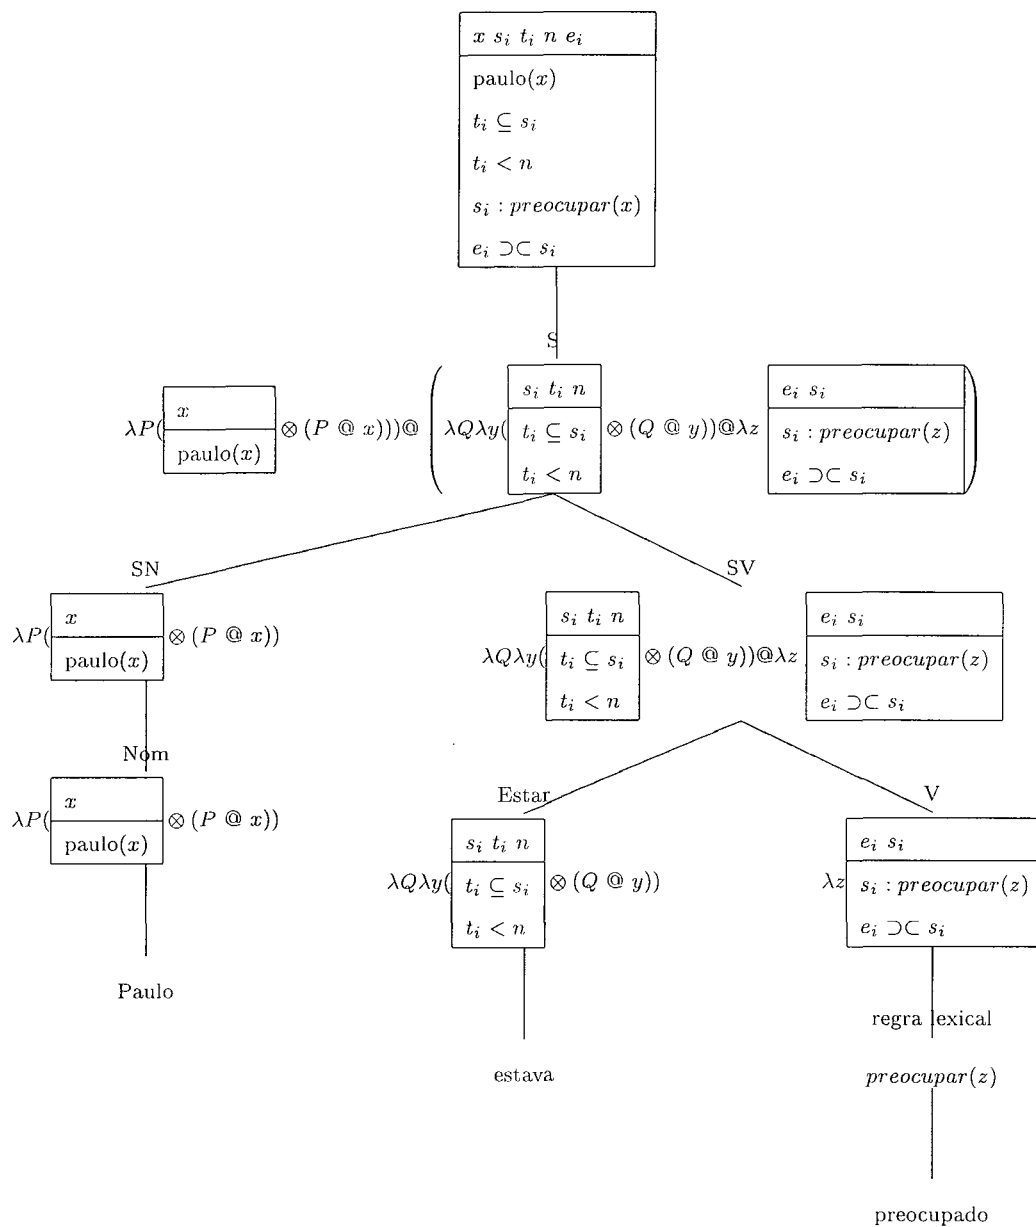 x s_i t_i n e_i
paulo(x)
t_i ⊆ s_i
t_i < n
s_i : preocupar(x)
e_i ⊃⊂ s_i
S
s_i t_i n
e_i s_i
x
λP( paulo(x) ⊗ (P @ x)))@ ( λQλy( t_i ⊆ s_i ⊗ (Q @ y))@λz s_i : preocupar(z) )
t_i < n
e_i ⊃⊂ s_i
SN
SV
x
s_i t_i n
e_i s_i
λP( paulo(x) ⊗ (P @ x))
λQλy( t_i ⊆ s_i ⊗ (Q @ y))@λz s_i : preocupar(z)
t_i < n
e_i ⊃⊂ s_i
Nom
x
λP( paulo(x) ⊗ (P @ x))
Estar
V
s_i t_i n
e_i s_i
λQλy( t_i ⊆ s_i ⊗ (Q @ y))
λz s_i : preocupar(z)
t_i < n
e_i ⊃⊂ s_i
Paulo
regra lexical
estava
preocupar(z)
preocupado